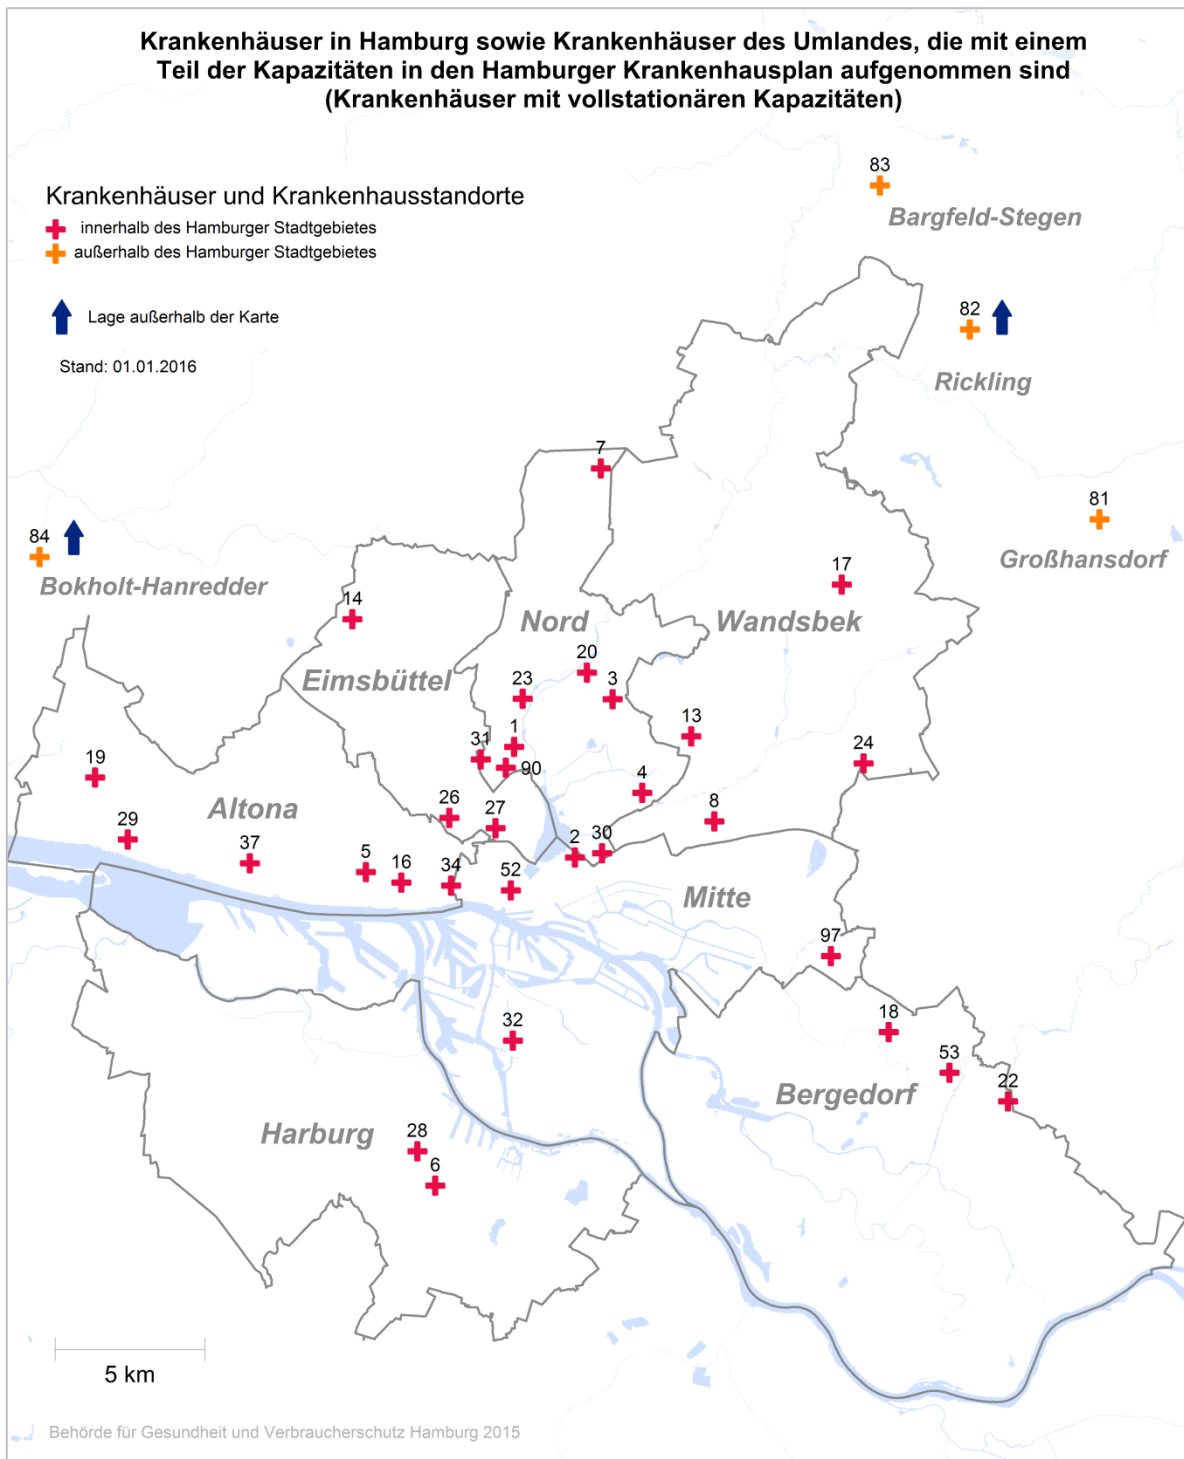 Krankenhäuser in Hamburg sowie Krankenhäuser des Umlandes, die mit einem
Teil der Kapazitäten in den Hamburger Krankenhausplan aufgenommen sind
(Krankenhäuser mit vollstationären Kapazitäten)
83
Krankenhäuser und Krankenhausstandorte
innerhalb des Hamburger Stadtgebietes
Bargfeld-Stegen
außerhalb des Hamburger Stadtgebietes
82
Lage außerhalb der Karte
Stand: 01.01.2016
Rickling
7
81
84
Großhansdorf
17
Bokholt-Hanredder
14
Nord
Wandsbek
20
Eimsbüttel
23
3
13
1
31
24
19
90
4
26
Altona
8
27
29
30
2
37
5
16
34
52
Mitte
97
18
32
53
22
Bergedorf
28
Harburg
6
5 km
Behörde für Gesundheit und Verbraucherschutz Hamburg 2015